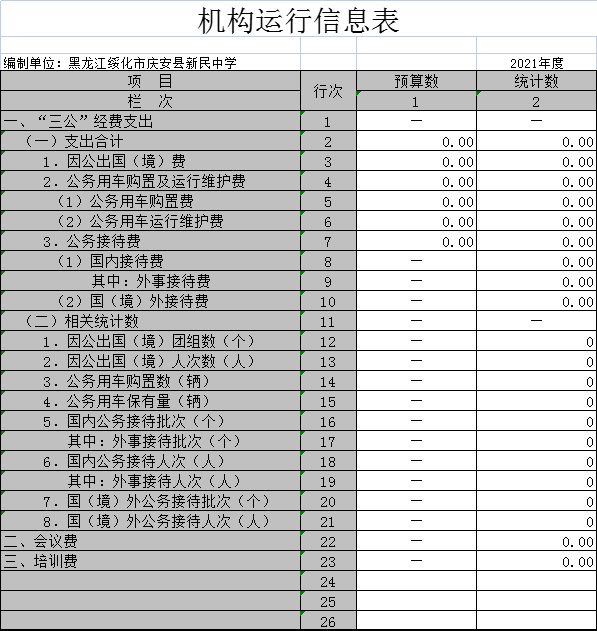 机构运行信息表
编制单位：黑龙江绥化市庆安县新民中学 2021年度
项 目 行次 预算数 统计数
栏 次 1 2
一、“三公”经费支出 1 — —
（一）支出合计 2 0.00 0.00
1．因公出国（境）费 3 0.00 0.00
2．公务用车购置及运行维护费 4 0.00 0.00
（1）公务用车购置费 5 0.00 0.00
（2）公务用车运行维护费 6 0.00 0.00
3．公务接待费 7 0.00 0.00
（1）国内接待费 8 — 0.00
其中：外事接待费 9 — 0.00
（2）国（境）外接待费 10 — 0.00
（二）相关统计数 11 — —
1．因公出国（境）团组数（个） 12 — 0
2．因公出国（境）人次数（人） 13 — 0
3．公务用车购置数（辆） 14 — 0
4．公务用车保有量（辆） 15 — 0
5．国内公务接待批次（个） 16 — 0
其中：外事接待批次（个） 17 — 0
6．国内公务接待人次（人） 18 — 0
其中：外事接待人次（人） 19 — 0
7．国（境）外公务接待批次（个） 20 — 0
8．国（境）外公务接待人次（人） 21 — 0
二、会议费 22 — 0.00
三、培训费 23 — 0.00
24
25
26